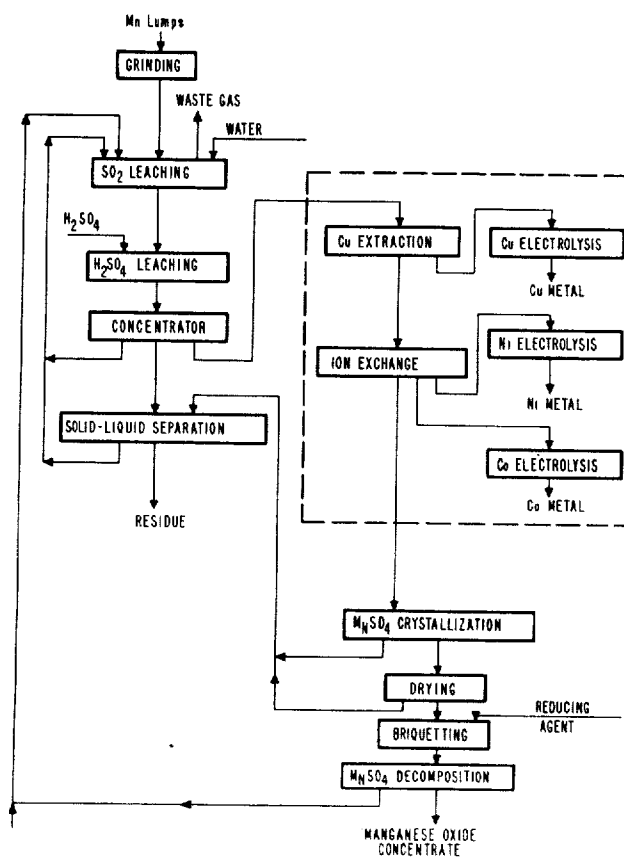 Mn Lumps
GRINDING
WASTE GAS
WATER
SO2 LEACHING
H2SO4
H2SO4 LEACHING
CONCENTRATOR
SOLID-LIQUID SEPARATION
RESIDUE
Cu EXTRACTION
Cu ELECTROLYSIS
Cu METAL
ION EXCHANGE
Ni ELECTROLYSIS
Ni METAL
Co ELECTROLYSIS
Co METAL
MNSO4 CRYSTALLIZATION
DRYING
REDUCING
AGENT
BRIQUETTING
MNSO4 DECOMPOSITION
MANGANESE OXIDE
CONCENTRATE